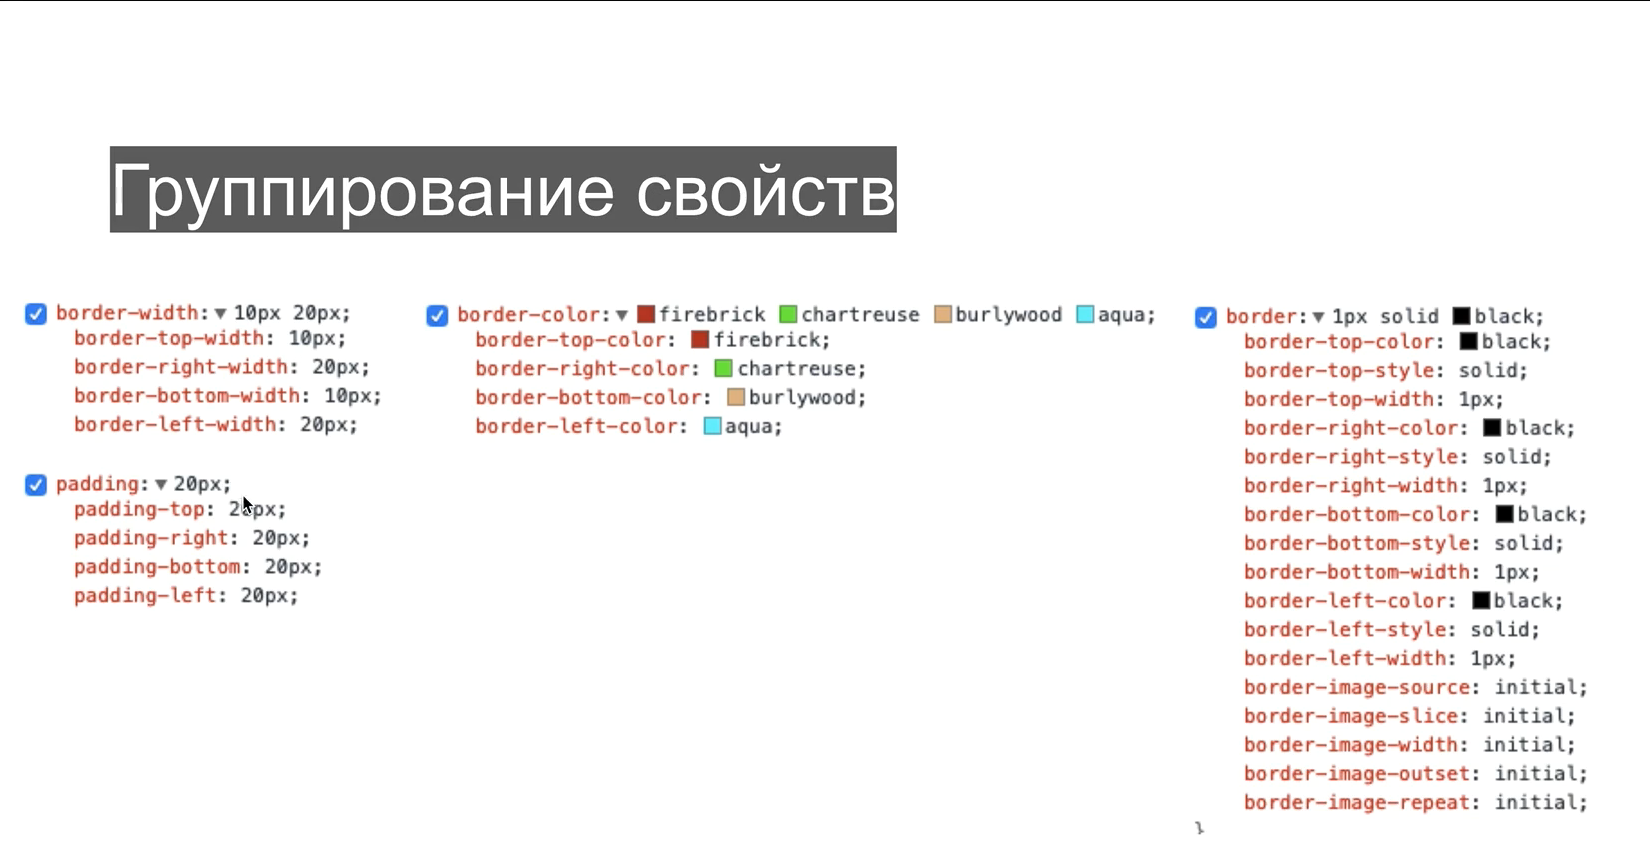 Группирование свойств
border-width: 10px 20px;
border-top-width: 10px;
border-right-width: 20px;
border-bottom-width: 10px;
border-left-width: 20px;
padding: 20px;
padding-top: 20px;
padding-right: 20px;
padding-bottom: 20px;
padding-left: 20px;
border-color: firebrick chartreuse burlywood aqua;
border-top-color: firebrick;
border-right-color: chartreuse;
border-bottom-color: burlywood;
border-left-color: aqua;
border: 1px solid black;
border-top-color: black;
border-top-style: solid;
border-top-width: 1px;
border-right-color: black;
border-right-style: solid;
border-right-width: 1px;
border-bottom-color: black;
border-bottom-style: solid;
border-bottom-width: 1px;
border-left-color: black;
border-left-style: solid;
border-left-width: 1px;
border-image-source: initial;
border-image-slice: initial;
border-image-width: initial;
border-image-outset: initial;
border-image-repeat: initial;
}